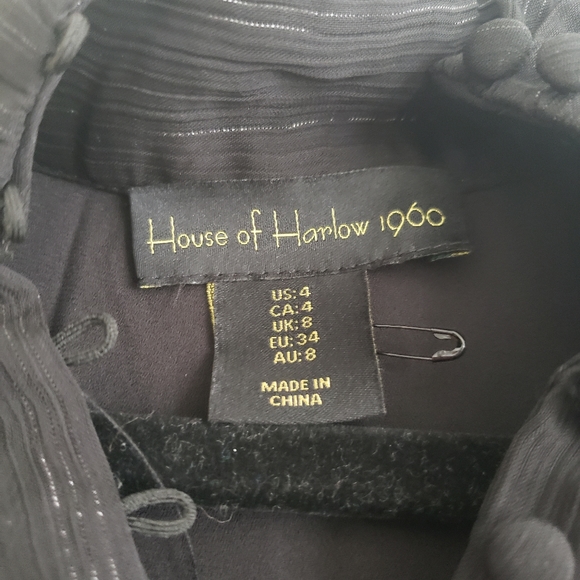 House of Harlow 1960
US: 4
CA: 4
UK: 8
EU: 34
AU: 8
MADE IN
CHINA